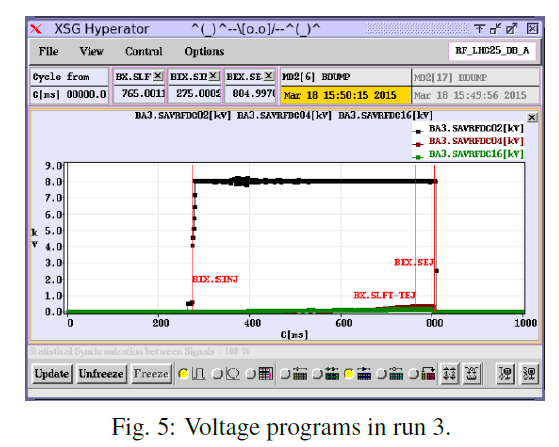 XSG Hyperator ^(_)^--\[o.o]/--^(_)^
File View Control Options RF_LHC25_DB_A
Cycle from BX.SLF BIX.SI BEX.SE MD2[6] BDUMP MD2[17] BDUMP
C[ms] 00000.0 765.001 275.000 804.997 Mar 18 15:50:15 2015 Mar 18 15:49:56 2015
BA3.SAVRFDC02[kV] BA3.SAVRFDC04[kV] BA3.SAVRFDC16[kV]
BA3.SAVRFDC02[kV]
BA3.SAVRFDC04[kV]
BA3.SAVRFDC16[kV]
9.0
8.0
7.0
6.0
k 5.0
V 4.0
3.0
2.0
1.0
0.0
BEX.SEJ
BIX.SINJ
BX.SLFT-TEJ
0 200 400 600 800 1000
C[ms]
Statistical Synchronization between Signals : 100 %
Update Unfreeze Freeze
Fig. 5: Voltage programs in run 3.